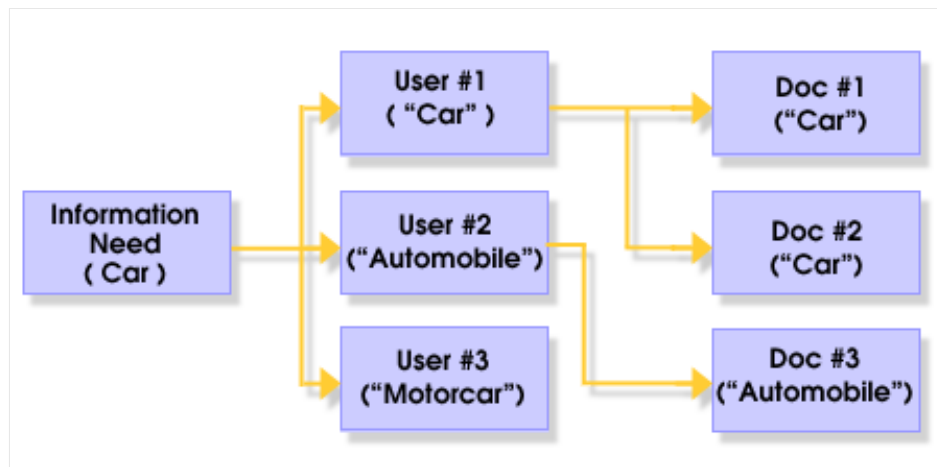 Information
Need
( Car )
User #1
( “Car” )
User #2
(“Automobile”)
User #3
(“Motorcar”)
Doc #1
(“Car”)
Doc #2
(“Car”)
Doc #3
(“Automobile”)